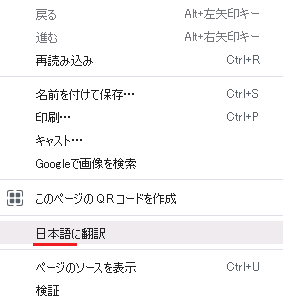 戻る Alt+左矢印キー
進む Alt+右矢印キー
再読み込み Ctrl+R
名前を付けて保存… Ctrl+S
印刷… Ctrl+P
キャスト…
Googleで画像を検索
このページのＱＲコードを作成
日本語に翻訳
ページのソースを表示 Ctrl+U
検証